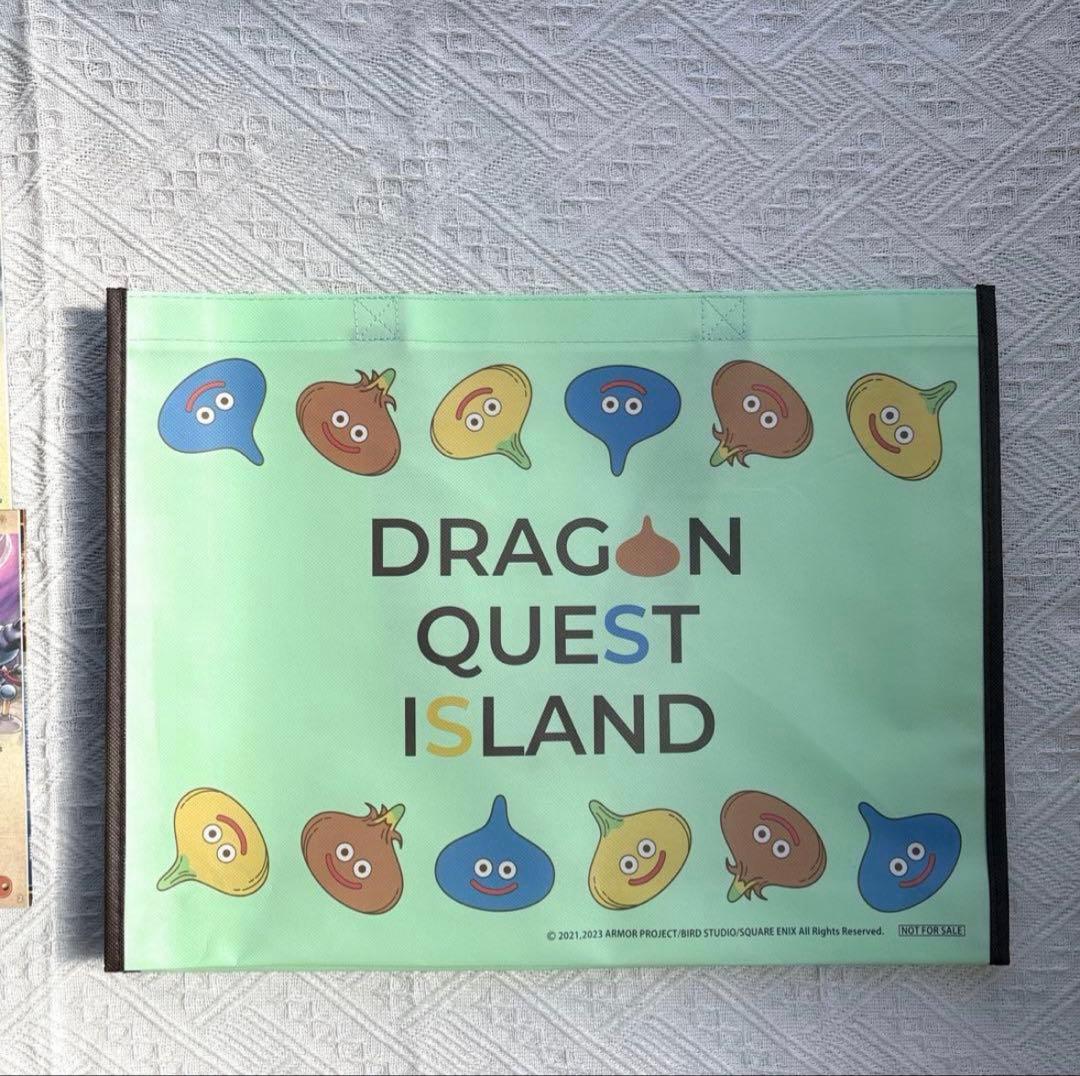 DRAGON
QUEST
ISLAND
© 2021,2023 ARMOR PROJECT/BIRD STUDIO/SQUARE ENIX All Rights Reserved. NOT FOR SALE